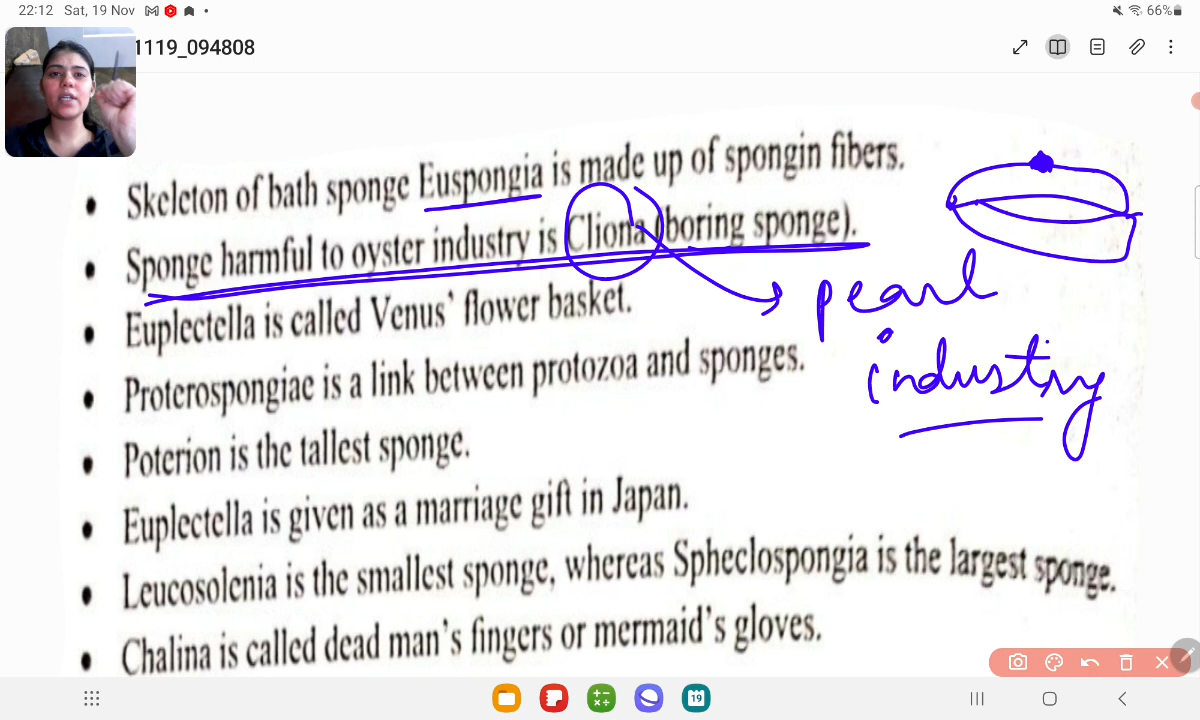 22:12 Sat, 19 Nov
66%
1119_094808
• Skeleton of bath sponge Euspongia is made up of spongin fibers.
• Sponge harmful to oyster industry is Cliona (boring sponge).
pearl
industry
• Euplectella is called Venus' flower basket.
• Proterospongiae is a link between protozoa and sponges.
• Poterion is the tallest sponge.
• Euplectella is given as a marriage gift in Japan.
• Leucosolenia is the smallest sponge, whereas Spheclospongia is the largest sponge.
• Chalina is called dead man's fingers or mermaid's gloves.
19